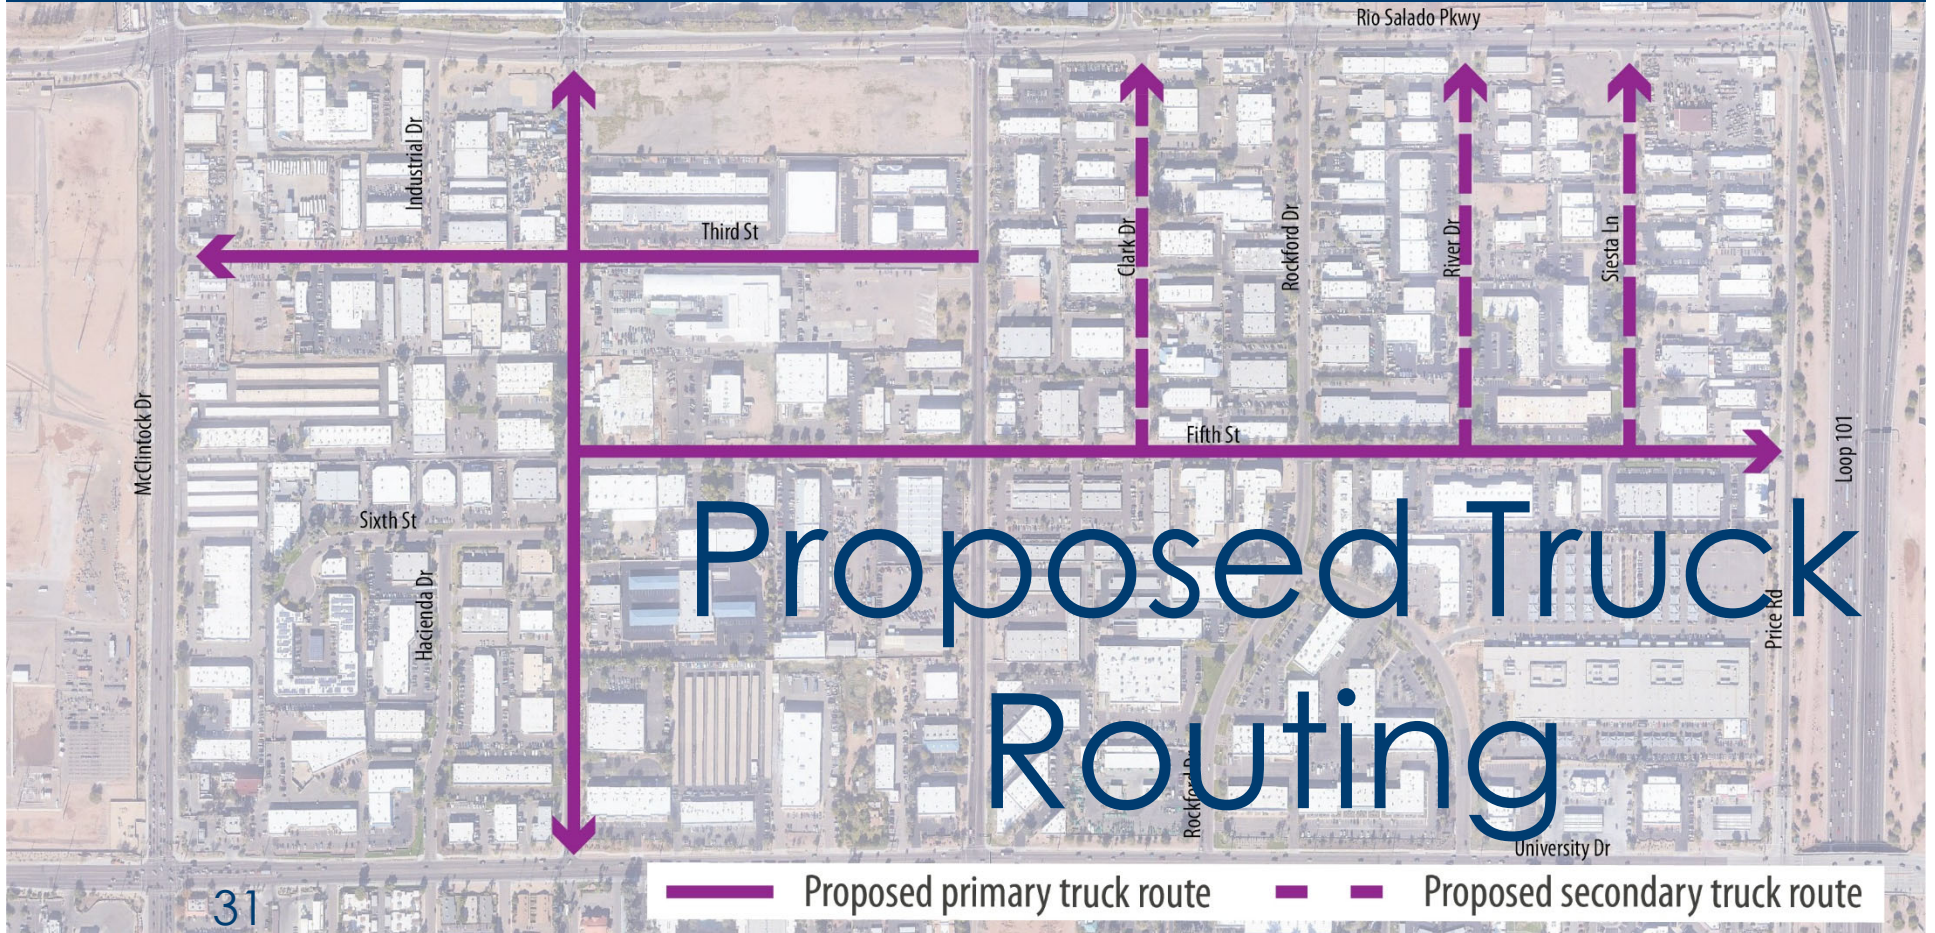 Rio Salado Pkwy
Industrial Dr
Third St
Clark Dr
Rockford Dr
River Dr
Siesta Ln
McClintock Dr
Fifth St
Loop 101
Sixth St
Hacienda Dr
Proposed Truck
Routing
Price Rd
Rockford Dr
University Dr
Proposed primary truck route
Proposed secondary truck route
31